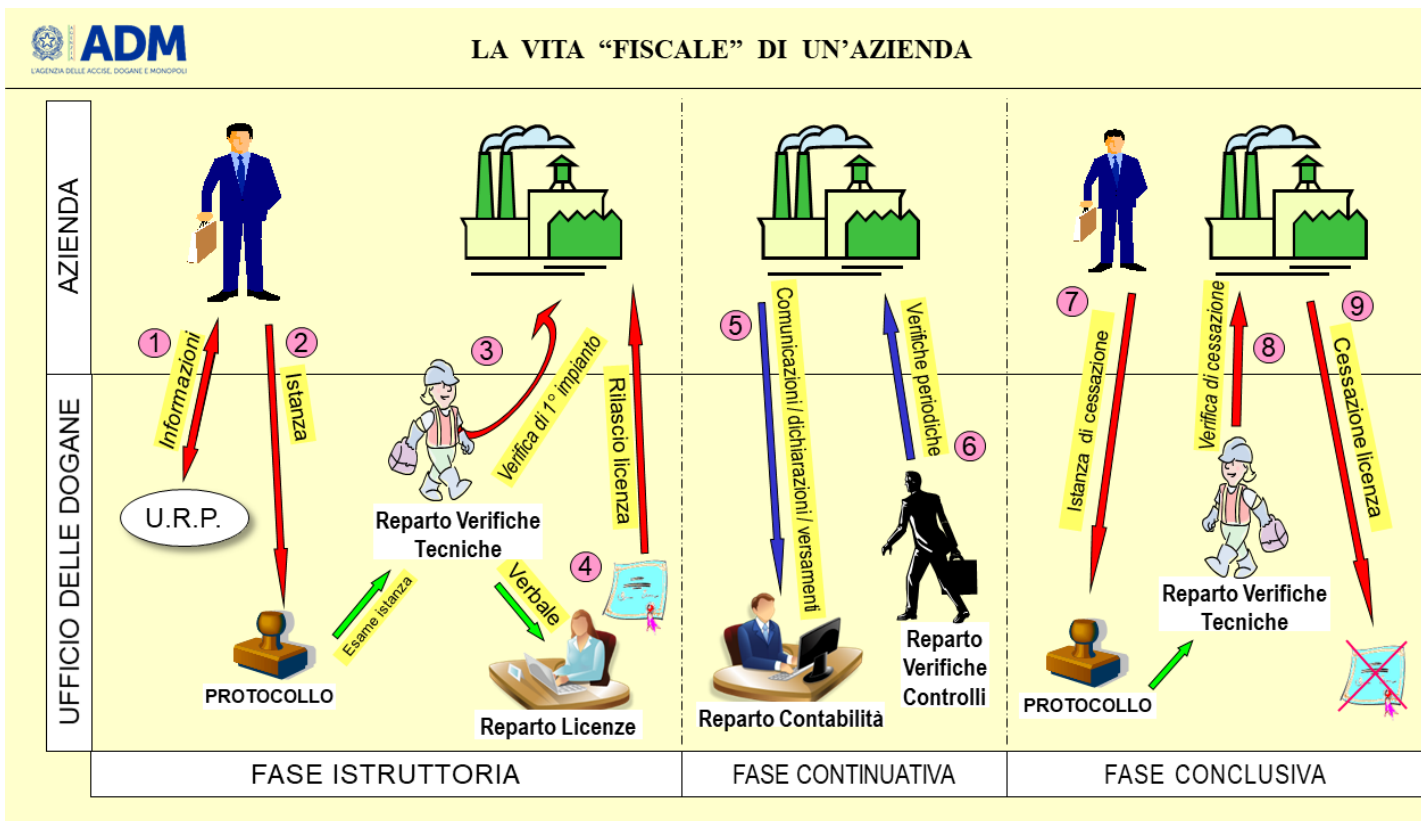 ADM
AGENZIA
L'AGENZIA DELLE ACCISE, DOGANE E MONOPOLI
LA VITA “FISCALE” DI UN’AZIENDA
AZIENDA
UFFICIO DELLE DOGANE
1
Informazioni
U.R.P.
2
Istanza
PROTOCOLLO
Esame istanza
3
Verifica di 1° impianto
Reparto Verifiche
Tecniche
Verbale
Reparto Licenze
4
Rilascio licenza
5
Comunicazioni / dichiarazioni / versamenti
Reparto Contabilità
6
Verifiche periodiche
Reparto
Verifiche
Controlli
7
Istanza di cessazione
PROTOCOLLO
8
Verifica di cessazione
Reparto Verifiche
Tecniche
9
Cessazione licenza
FASE ISTRUTTORIA
FASE CONTINUATIVA
FASE CONCLUSIVA